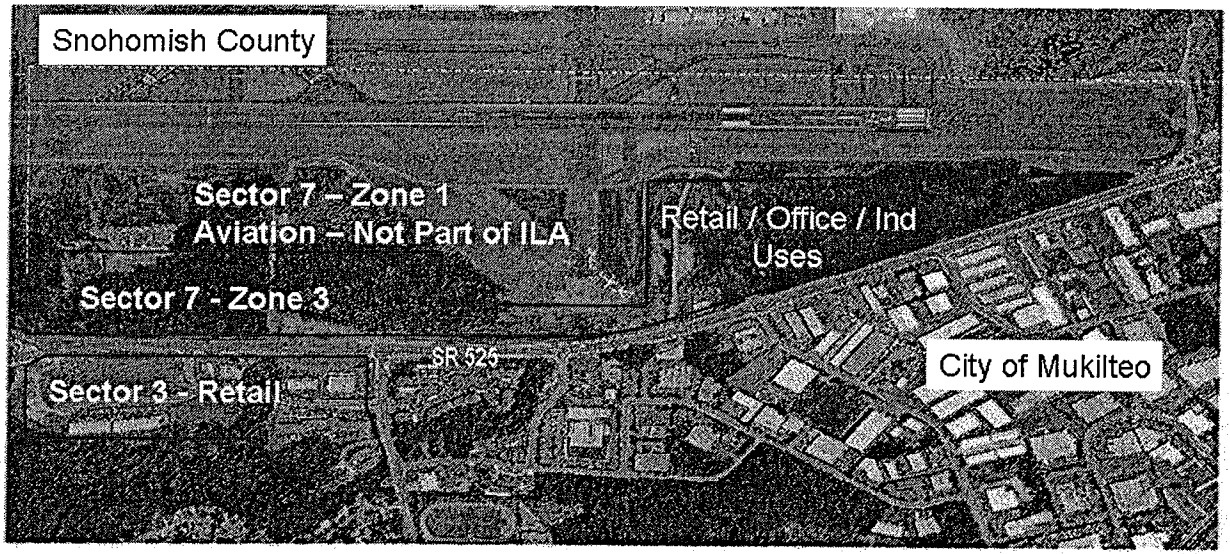 Snohomish County
Sector 7 – Zone 1
Aviation – Not Part of ILA
Retail / Office / Ind
Uses
Sector 7 - Zone 3
SR 525
Sector 3 - Retail
City of Mukilteo